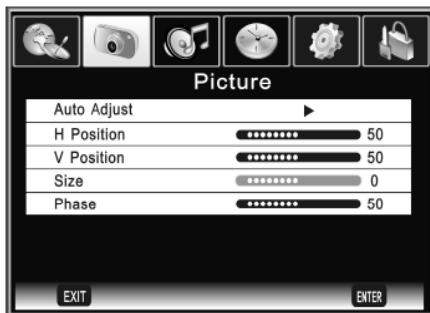 Picture
Auto Adjust
H Position 50
V Position 50
Size 0
Phase 50
EXIT ENTER